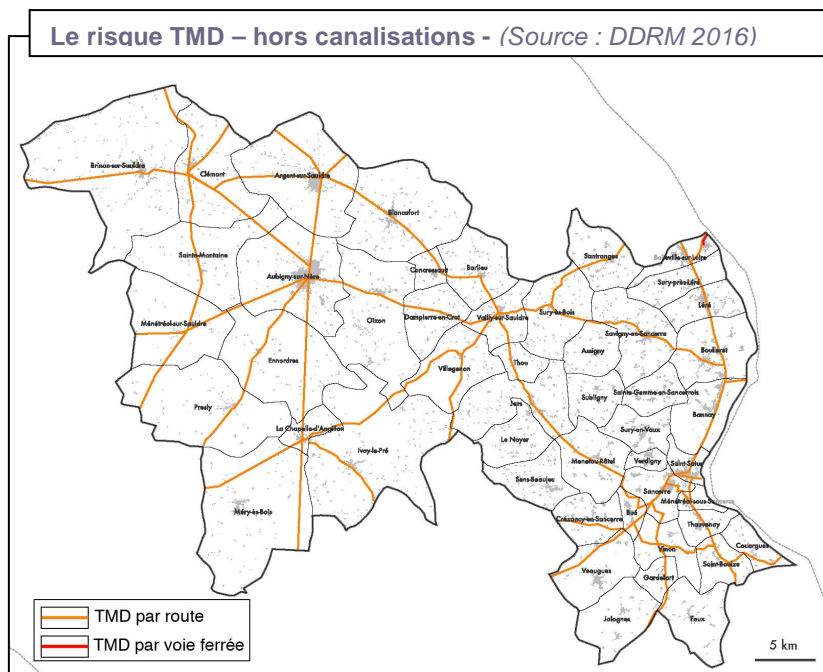 Le risque TMD – hors canalisations - (Source : DDRM 2016)
Brinon-sur-Sauldre
Clémont
Argent-sur-Sauldre
Blancafort
Sainte-Montaine
Aubigny-sur-Nère
Concressault
Barlieu
Santranges
Belleville-sur-Loire
Sury-près-Léré
Léré
Ménétréol-sur-Sauldre
Oizon
Dampierre-en-Crot
Vailly-sur-Sauldre
Sury-ès-Bois
Savigny-en-Sancerre
Boulleret
Ennordres
Villegenon
Thou
Assigny
Subligny
Sainte-Gemme-en-Sancerrois
Bannay
Presly
La Chapelle-d'Angillon
Ivoy-le-Pré
Jars
Le Noyer
Sury-en-Vaux
Menetou-Râtel
Verdigny
Saint-Satur
Sens-Beaujeu
Sancerre
Ménétréol-sous-Sancerre
Méry-ès-Bois
Crézancy-en-Sancerre
Bué
Thauvenay
Vinon
Couargues
Saint-Bouize
Veaugues
Gardefort
Jalognes
Feux
TMD par route
TMD par voie ferrée
5 km